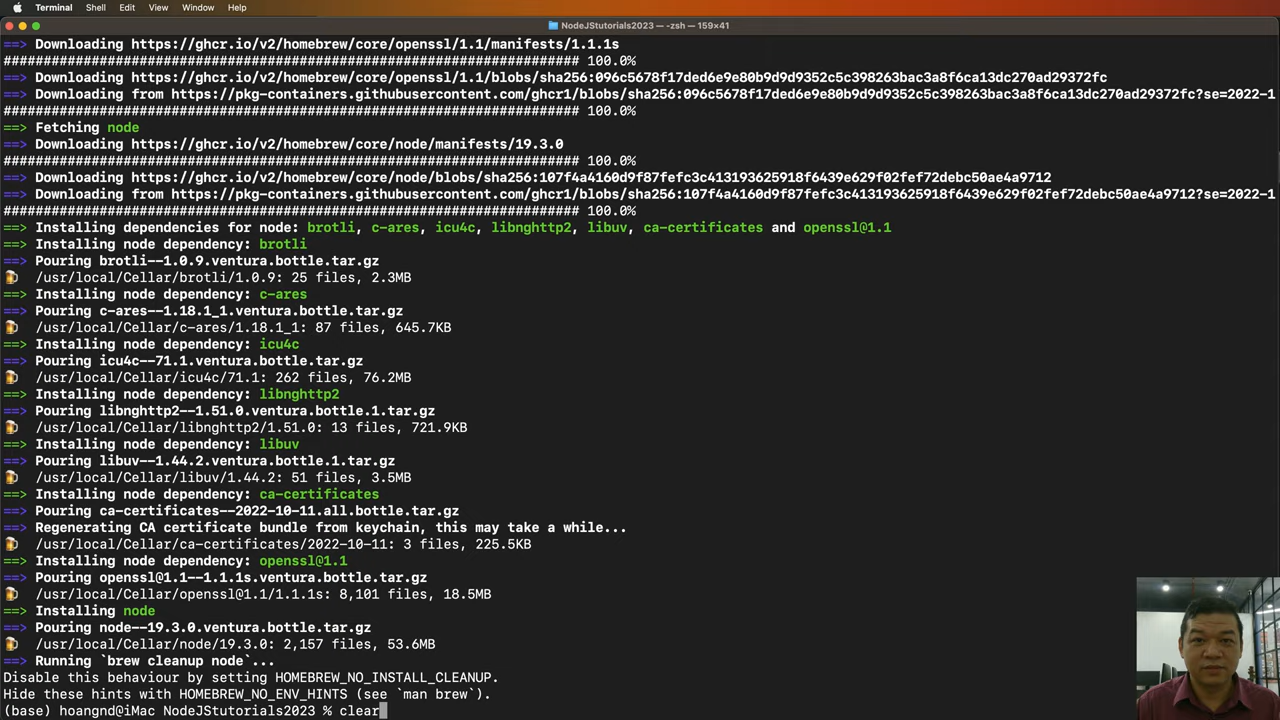 Terminal Shell Edit View Window Help
NodeJStutorials2023 — -zsh — 159×41
==> Downloading https://ghcr.io/v2/homebrew/core/openssl/1.1/manifests/1.1.1s
######################################################################## 100.0%
==> Downloading https://ghcr.io/v2/homebrew/core/openssl/1.1/blobs/sha256:096c5678f17ded6e9e80b9d9d9352c5c398263bac3a8f6ca13dc270ad29372fc
==> Downloading from https://pkg-containers.githubusercontent.com/ghcr1/blobs/sha256:096c5678f17ded6e9e80b9d9d9352c5c398263bac3a8f6ca13dc270ad29372fc?se=2022-1
######################################################################## 100.0%
==> Fetching node
==> Downloading https://ghcr.io/v2/homebrew/core/node/manifests/19.3.0
######################################################################## 100.0%
==> Downloading https://ghcr.io/v2/homebrew/core/node/blobs/sha256:107f4a4160d9f87fefc3c413193625918f6439e629f02fef72debc50ae4a9712
==> Downloading from https://pkg-containers.githubusercontent.com/ghcr1/blobs/sha256:107f4a4160d9f87fefc3c413193625918f6439e629f02fef72debc50ae4a9712?se=2022-1
######################################################################## 100.0%
==> Installing dependencies for node: brotli, c-ares, icu4c, libnghttp2, libuv, ca-certificates and openssl@1.1
==> Installing node dependency: brotli
==> Pouring brotli--1.0.9.ventura.bottle.tar.gz
🍺 /usr/local/Cellar/brotli/1.0.9: 25 files, 2.3MB
==> Installing node dependency: c-ares
==> Pouring c-ares--1.18.1_1.ventura.bottle.tar.gz
🍺 /usr/local/Cellar/c-ares/1.18.1_1: 87 files, 645.7KB
==> Installing node dependency: icu4c
==> Pouring icu4c--71.1.ventura.bottle.tar.gz
🍺 /usr/local/Cellar/icu4c/71.1: 262 files, 76.2MB
==> Installing node dependency: libnghttp2
==> Pouring libnghttp2--1.51.0.ventura.bottle.1.tar.gz
🍺 /usr/local/Cellar/libnghttp2/1.51.0: 13 files, 721.9KB
==> Installing node dependency: libuv
==> Pouring libuv--1.44.2.ventura.bottle.1.tar.gz
🍺 /usr/local/Cellar/libuv/1.44.2: 51 files, 3.5MB
==> Installing node dependency: ca-certificates
==> Pouring ca-certificates--2022-10-11.all.bottle.tar.gz
==> Regenerating CA certificate bundle from keychain, this may take a while...
🍺 /usr/local/Cellar/ca-certificates/2022-10-11: 3 files, 225.5KB
==> Installing node dependency: openssl@1.1
==> Pouring openssl@1.1--1.1.1s.ventura.bottle.tar.gz
🍺 /usr/local/Cellar/openssl@1.1/1.1.1s: 8,101 files, 18.5MB
==> Installing node
==> Pouring node--19.3.0.ventura.bottle.tar.gz
🍺 /usr/local/Cellar/node/19.3.0: 2,157 files, 53.6MB
==> Running `brew cleanup node`...
Disable this behaviour by setting HOMEBREW_NO_INSTALL_CLEANUP.
Hide these hints with HOMEBREW_NO_ENV_HINTS (see `man brew`).
(base) hoangnd@iMac NodeJStutorials2023 % clear